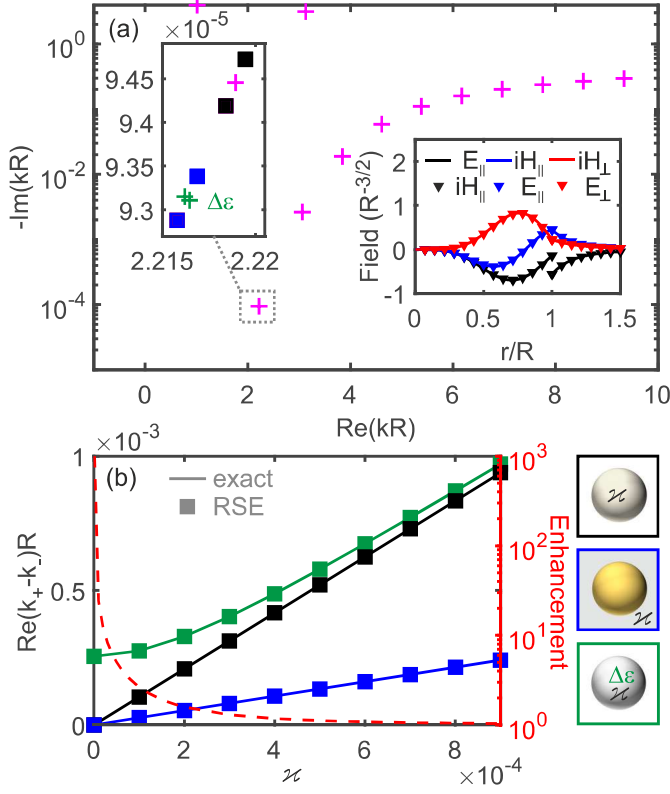 (a)
-Im(kR)
10⁰
10⁻²
10⁻⁴
×10⁻⁵
9.45
9.4
9.35
9.3
2.215
2.22
Δε
Field (R⁻³ᐟ²)
2
1
0
-1
E∥ iH∥ iH⊥
iH∥ E∥ E⊥
0 0.5 1 1.5
r/R
0 2 4 6 8 10
Re(kR)
×10⁻³
(b)
exact
RSE
Re(k₊-k₋)R
1
0.5
0
10³
10²
10¹
10⁰
Enhancement
0 2 4 6 8
ϰ
×10⁻⁴
ϰ
ϰ
Δε
ϰ